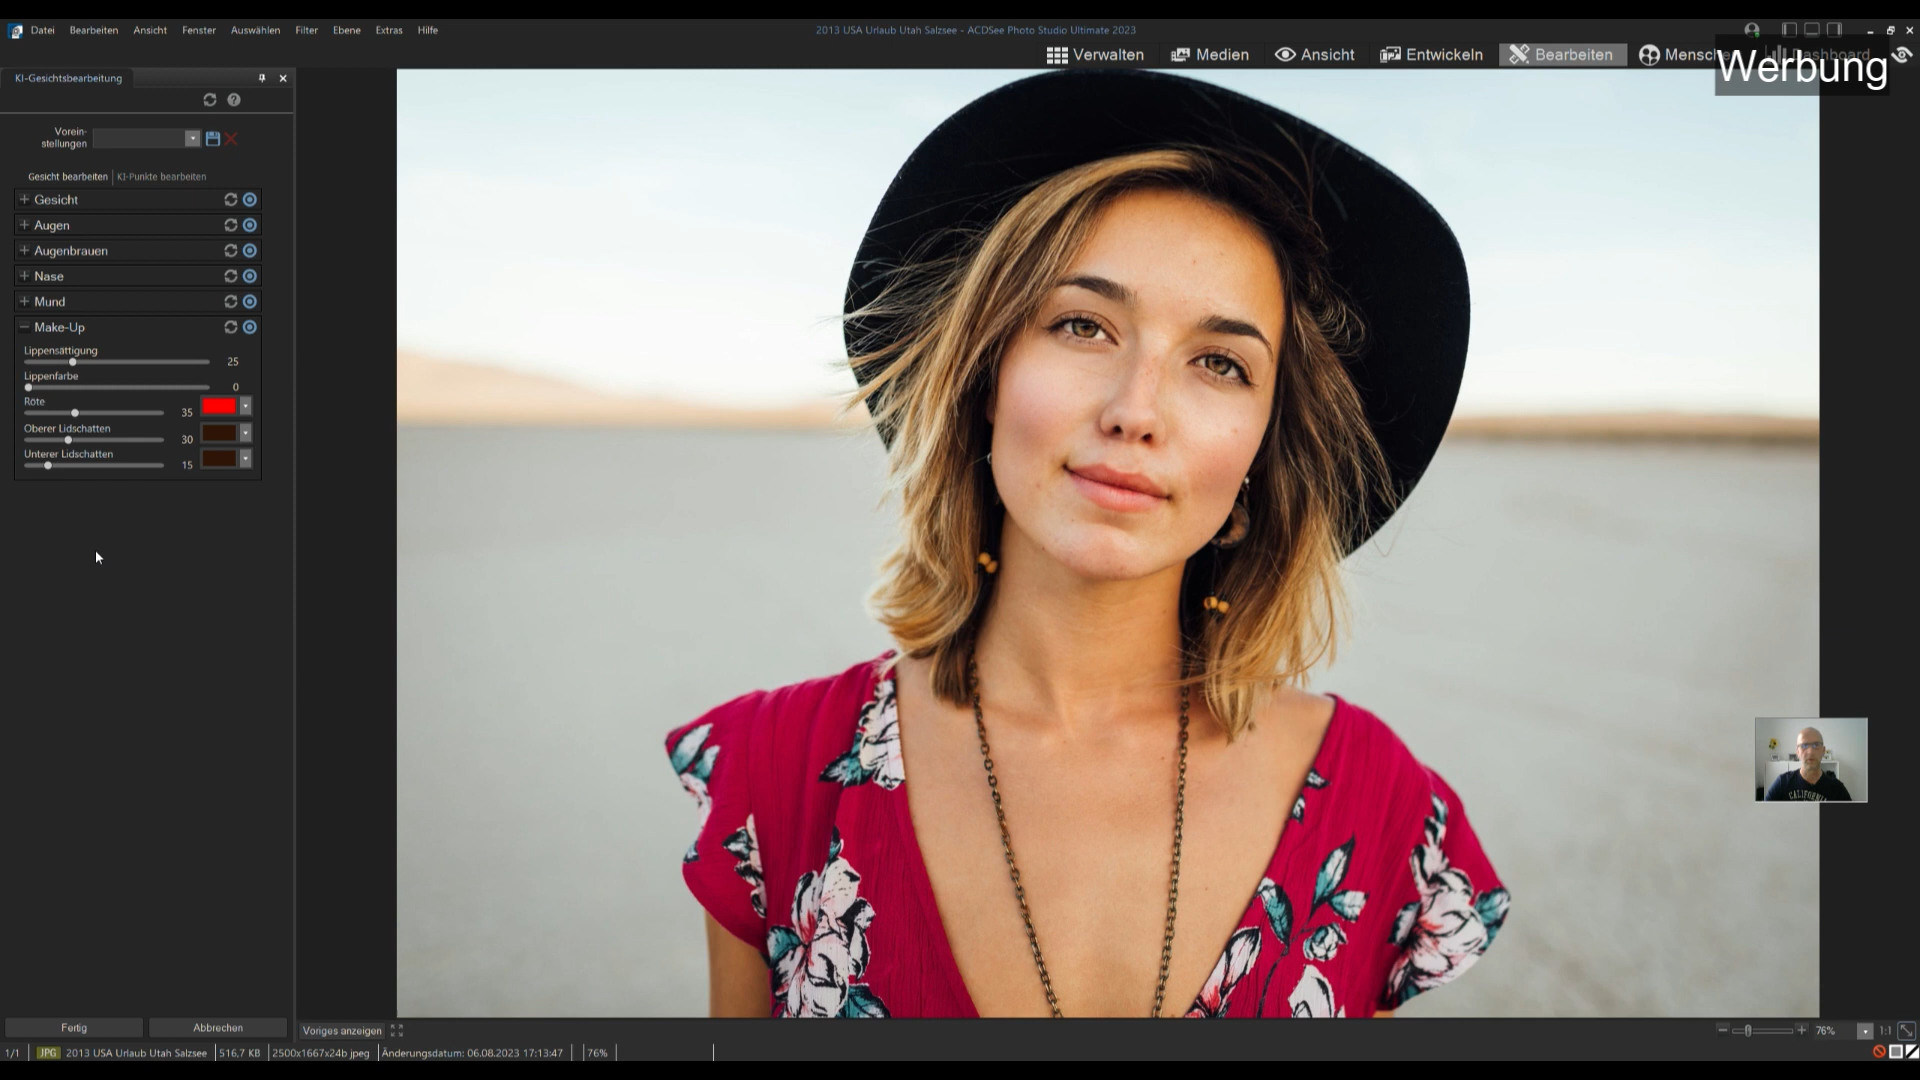 Datei Bearbeiten Ansicht Fenster Auswählen Filter Ebene Extras Hilfe
2013 USA Urlaub Utah Salzsee - ACDSee Photo Studio Ultimate 2023
Verwalten Medien Ansicht Entwickeln Bearbeiten Dashboard
Werbung
KI-Gesichtsbearbeitung
Vorein-
stellungen
Gesicht bearbeiten KI-Punkte bearbeiten
Gesicht
Augen
Augenbrauen
Nase
Mund
Make-Up
Lippensättigung
25
Lippenfarbe
0
Röte
35
Oberer Lidschatten
30
Unterer Lidschatten
15
CALIFORNIA
Fertig Abbrechen
Voriges anzeigen
76% 1:1
1/1 JPG 2013 USA Urlaub Utah Salzsee 516,7 KB 2500x1667x24b jpeg Änderungsdatum: 06.08.2023 17:13:47 76%